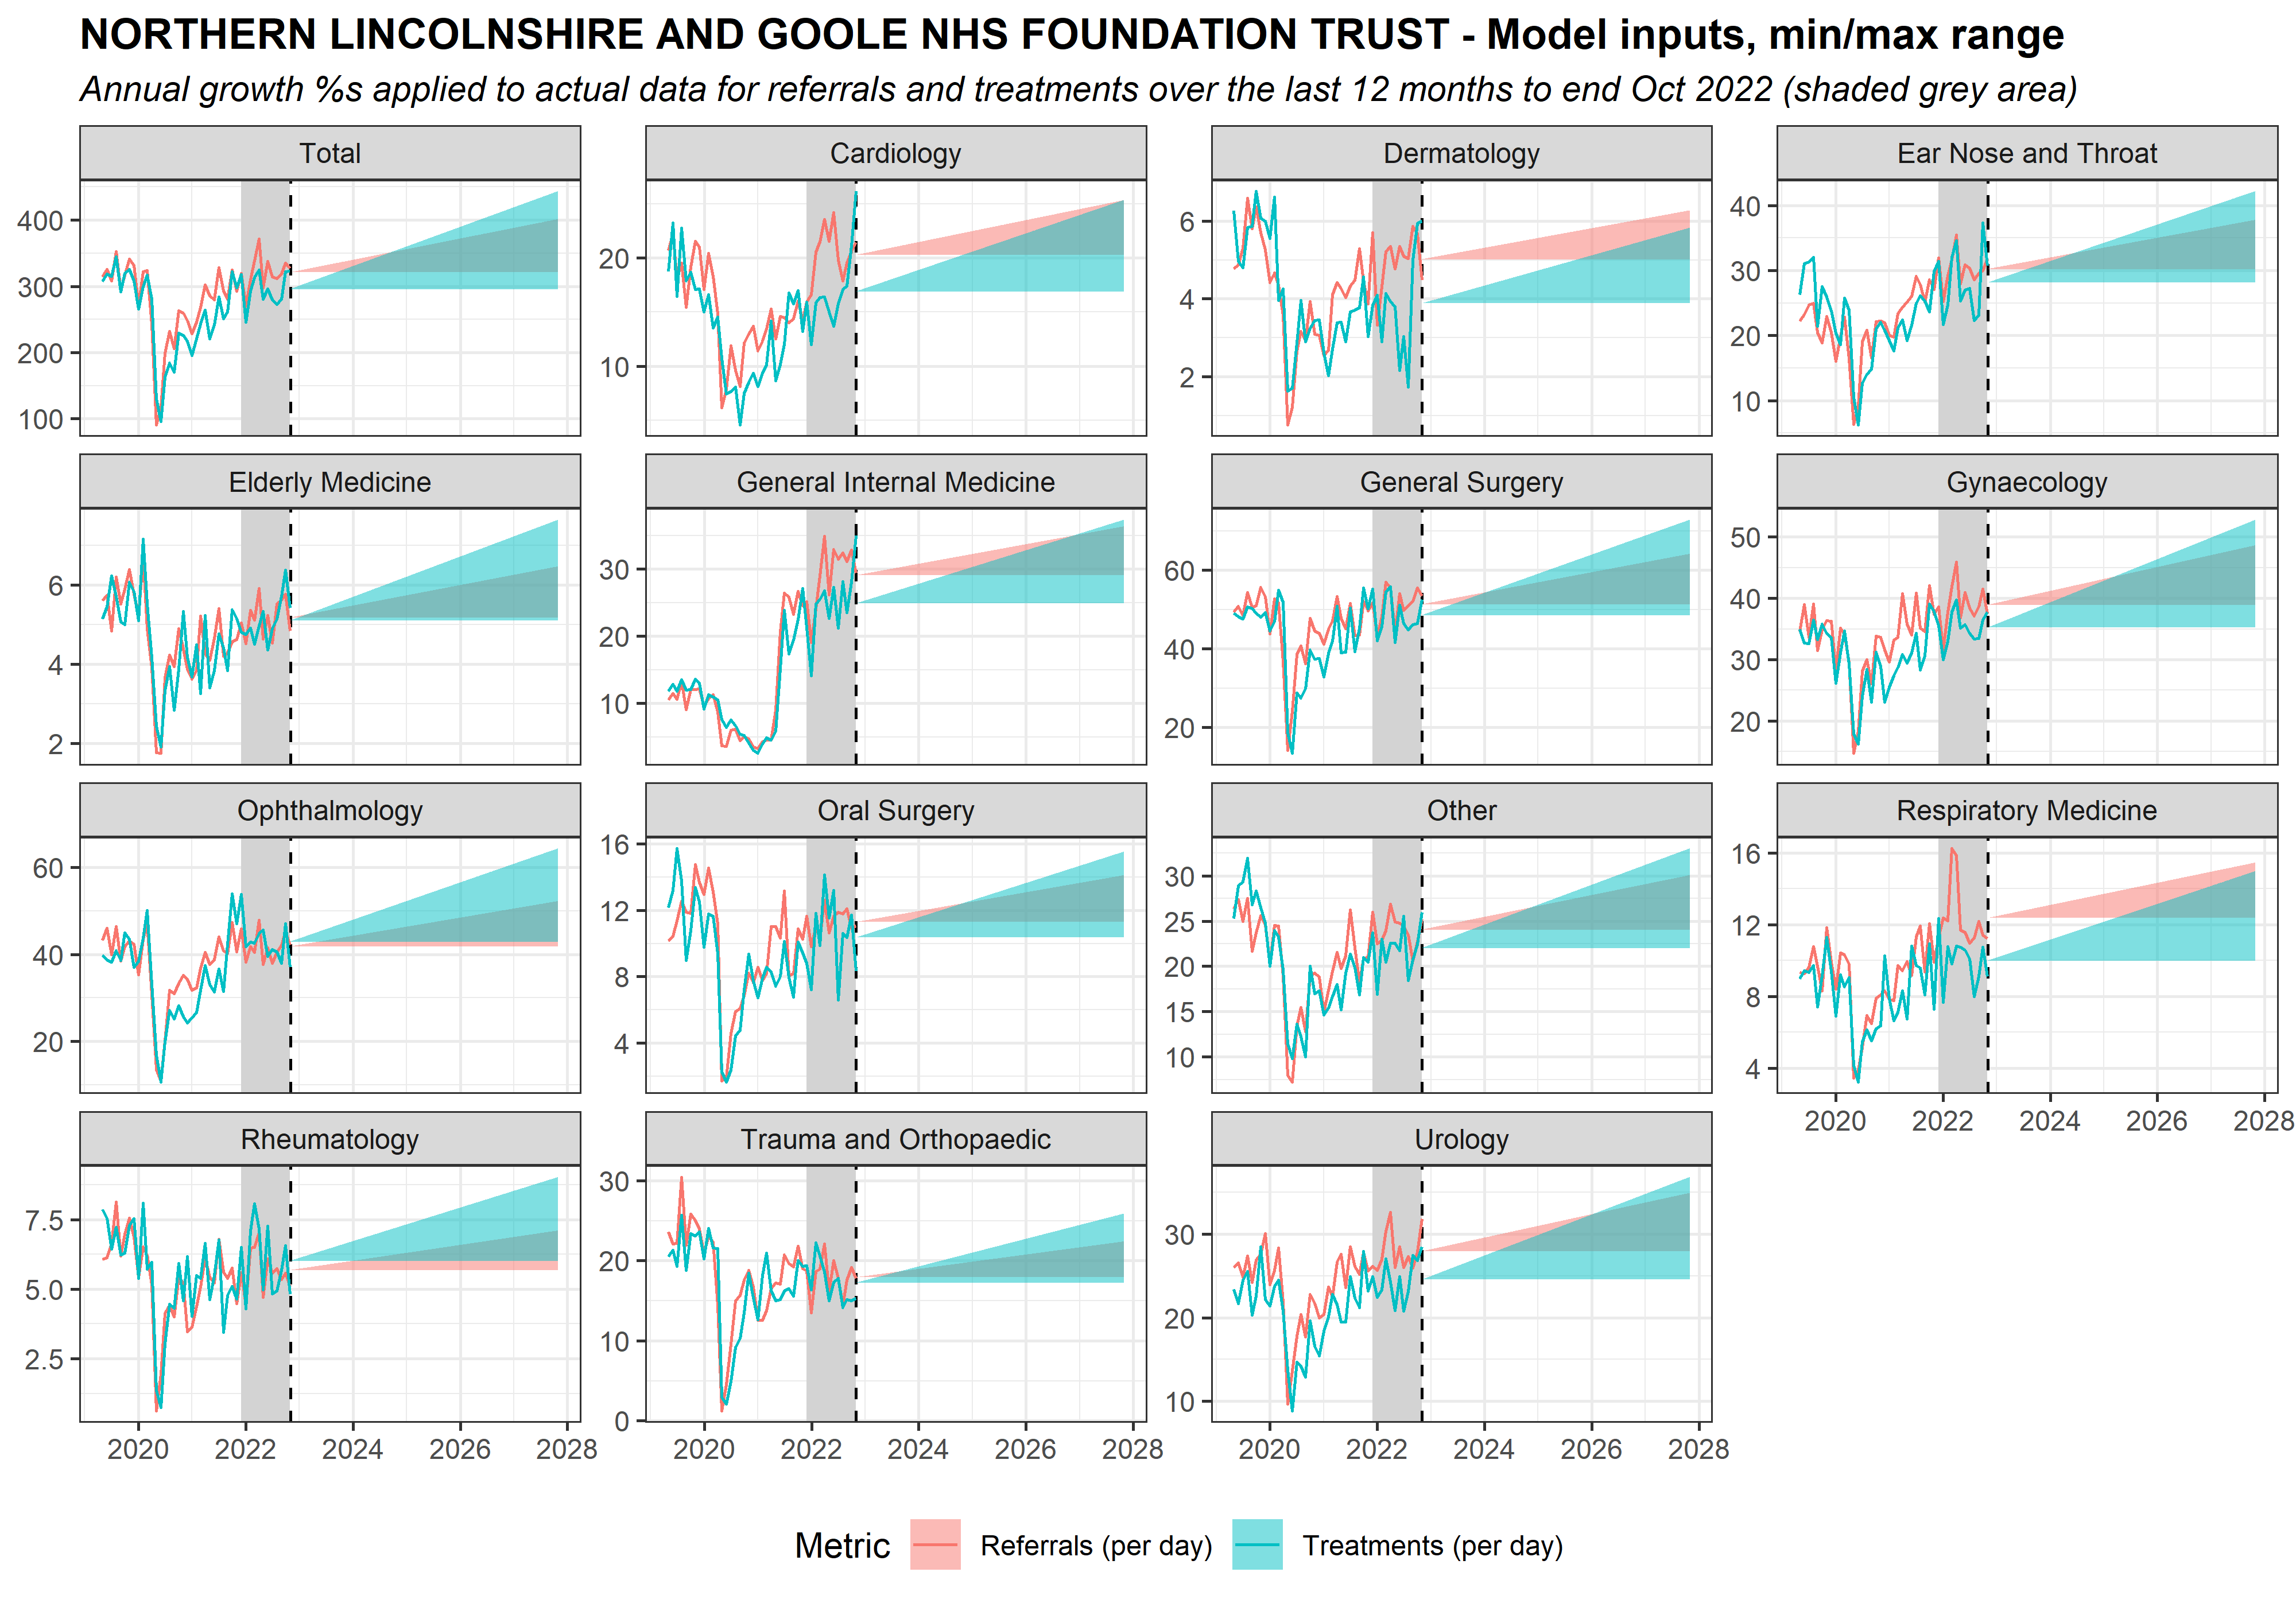 NORTHERN LINCOLNSHIRE AND GOOLE NHS FOUNDATION TRUST - Model inputs, min/max range
Annual growth %s applied to actual data for referrals and treatments over the last 12 months to end Oct 2022 (shaded grey area)
Total
400
300
200
100
Cardiology
20
10
Dermatology
6
4
2
Ear Nose and Throat
40
30
20
10
Elderly Medicine
6
4
2
General Internal Medicine
30
20
10
General Surgery
60
40
20
Gynaecology
50
40
30
20
Ophthalmology
60
40
20
Oral Surgery
16
12
8
4
Other
30
25
20
15
10
Respiratory Medicine
16
12
8
4
2020 2022 2024 2026 2028
Rheumatology
7.5
5.0
2.5
2020 2022 2024 2026 2028
Trauma and Orthopaedic
30
20
10
0
2020 2022 2024 2026 2028
Urology
30
20
10
2020 2022 2024 2026 2028
Metric Referrals (per day) Treatments (per day)